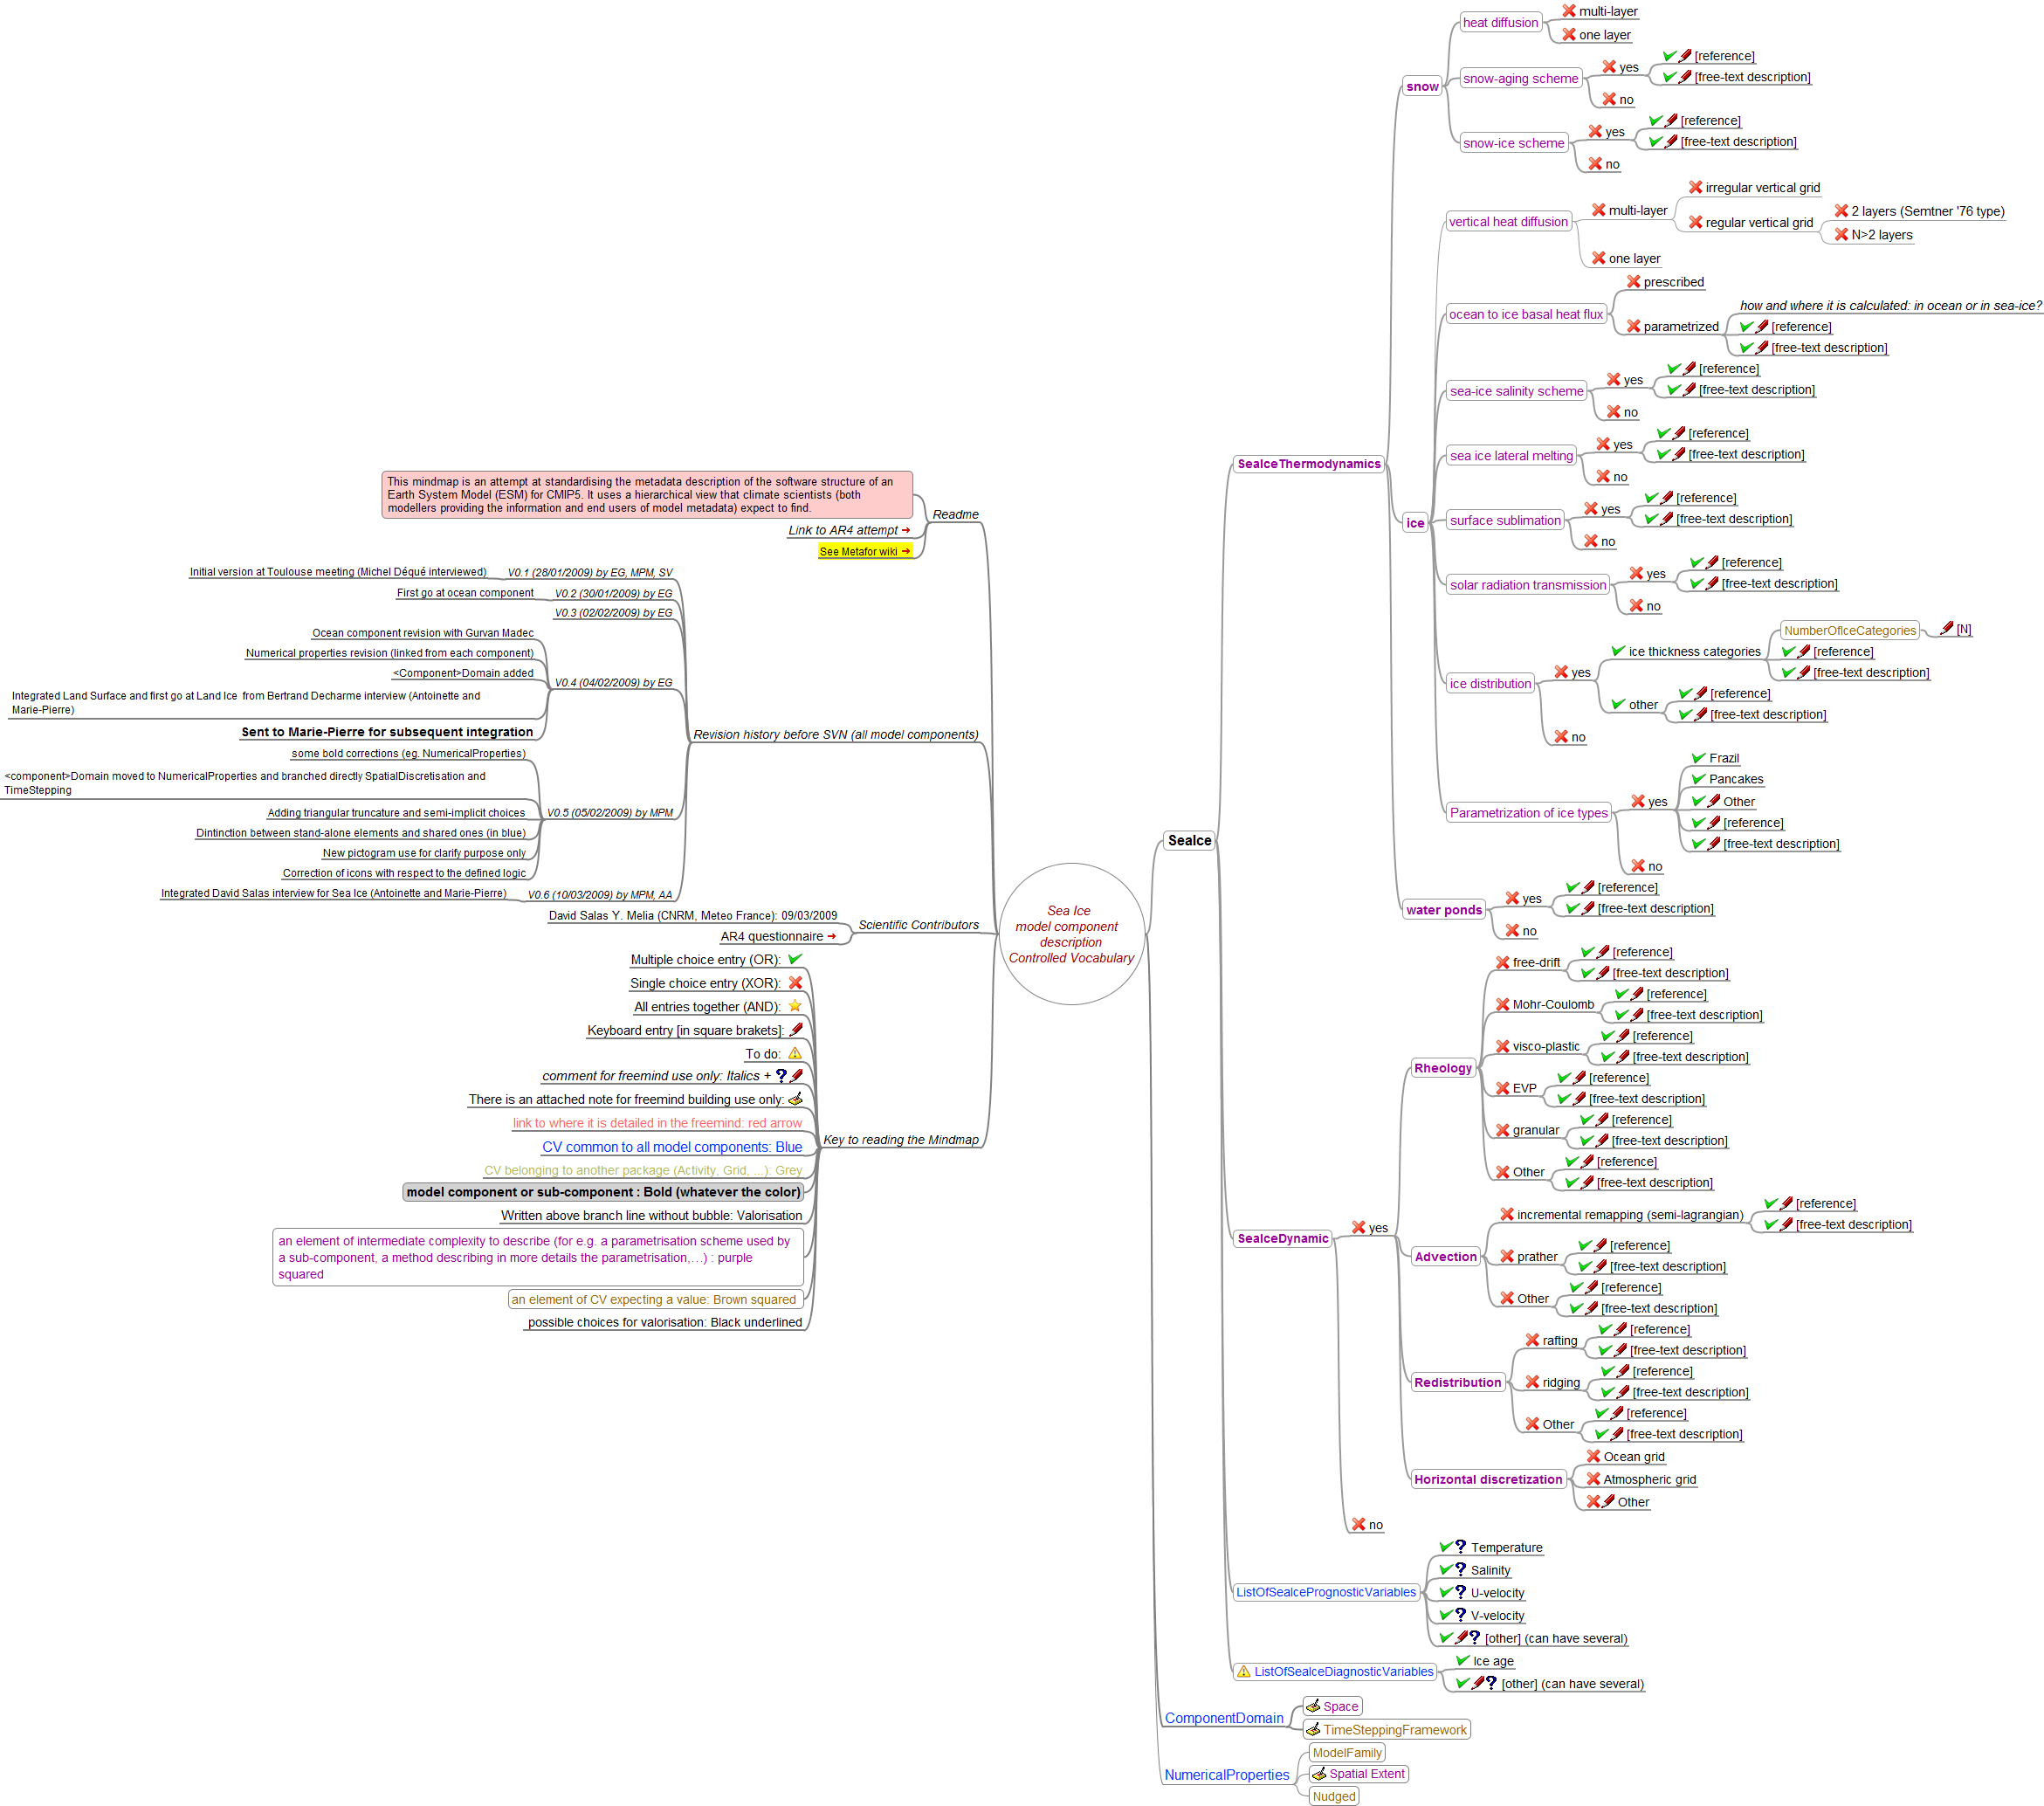 This mindmap is an attempt at standardising the metadata description of the software structure of an
Earth System Model (ESM) for CMIP5. It uses a hierarchical view that climate scientists (both
modellers providing the information and end users of model metadata) expect to find.
Readme
Link to AR4 attempt
See Metafor wiki
Initial version at Toulouse meeting (Michel Déqué interviewed)
V0.1 (28/01/2009) by EG, MPM, SV
First go at ocean component
V0.2 (30/01/2009) by EG
V0.3 (02/02/2009) by EG
Ocean component revision with Gurvan Madec
Numerical properties revision (linked from each component)
<Component>Domain added
V0.4 (04/02/2009) by EG
Integrated Land Surface and first go at Land Ice from Bertrand Decharme interview (Antoinette and
Marie-Pierre)
Sent to Marie-Pierre for subsequent integration
Revision history before SVN (all model components)
some bold corrections (eg. NumericalProperties)
<component>Domain moved to NumericalProperties and branched directly SpatialDiscretisation and
TimeStepping
Adding triangular truncature and semi-implicit choices
V0.5 (05/02/2009) by MPM
Dintinction between stand-alone elements and shared ones (in blue)
New pictogram use for clarify purpose only
Correction of icons with respect to the defined logic
Integrated David Salas interview for Sea Ice (Antoinette and Marie-Pierre)
V0.6 (10/03/2009) by MPM, AA
David Salas Y. Melia (CNRM, Meteo France): 09/03/2009
Scientific Contributors
AR4 questionnaire
Multiple choice entry (OR):
Single choice entry (XOR):
All entries together (AND):
Keyboard entry [in square brakets]:
To do:
comment for freemind use only: Italics +
There is an attached note for freemind building use only:
link to where it is detailed in the freemind: red arrow
Key to reading the Mindmap
CV common to all model components: Blue
CV belonging to another package (Activity, Grid, ...): Grey
model component or sub-component : Bold (whatever the color)
Written above branch line without bubble: Valorisation
an element of intermediate complexity to describe (for e.g. a parametrisation scheme used by
a sub-component, a method describing in more details the parametrisation,...) : purple
squared
an element of CV expecting a value: Brown squared
possible choices for valorisation: Black underlined
Sea Ice
model component
description
Controlled Vocabulary
SeaIce
SeaIceThermodynamics
snow
heat diffusion
multi-layer
one layer
snow-aging scheme
yes
[reference]
[free-text description]
no
snow-ice scheme
yes
[reference]
[free-text description]
no
ice
vertical heat diffusion
multi-layer
irregular vertical grid
regular vertical grid
2 layers (Semtner '76 type)
N>2 layers
one layer
ocean to ice basal heat flux
prescribed
parametrized
how and where it is calculated: in ocean or in sea-ice?
[reference]
[free-text description]
sea-ice salinity scheme
yes
[reference]
[free-text description]
no
sea ice lateral melting
yes
[reference]
[free-text description]
no
surface sublimation
yes
[reference]
[free-text description]
no
solar radiation transmission
yes
[reference]
[free-text description]
no
ice distribution
yes
ice thickness categories
NumberOfIceCategories
[N]
[reference]
[free-text description]
other
[reference]
[free-text description]
no
Parametrization of ice types
yes
Frazil
Pancakes
Other
[reference]
[free-text description]
no
water ponds
yes
[reference]
[free-text description]
no
SeaIceDynamic
yes
Rheology
free-drift
[reference]
[free-text description]
Mohr-Coulomb
[reference]
[free-text description]
visco-plastic
[reference]
[free-text description]
EVP
[reference]
[free-text description]
granular
[reference]
[free-text description]
Other
[reference]
[free-text description]
Advection
incremental remapping (semi-lagrangian)
[reference]
[free-text description]
prather
[reference]
[free-text description]
Other
[reference]
[free-text description]
Redistribution
rafting
[reference]
[free-text description]
ridging
[reference]
[free-text description]
Other
[reference]
[free-text description]
Horizontal discretization
Ocean grid
Atmospheric grid
Other
no
ListOfSeaIcePrognosticVariables
Temperature
Salinity
U-velocity
V-velocity
[other] (can have several)
ListOfSeaIceDiagnosticVariables
Ice age
[other] (can have several)
ComponentDomain
Space
TimeSteppingFramework
NumericalProperties
ModelFamily
Spatial Extent
Nudged